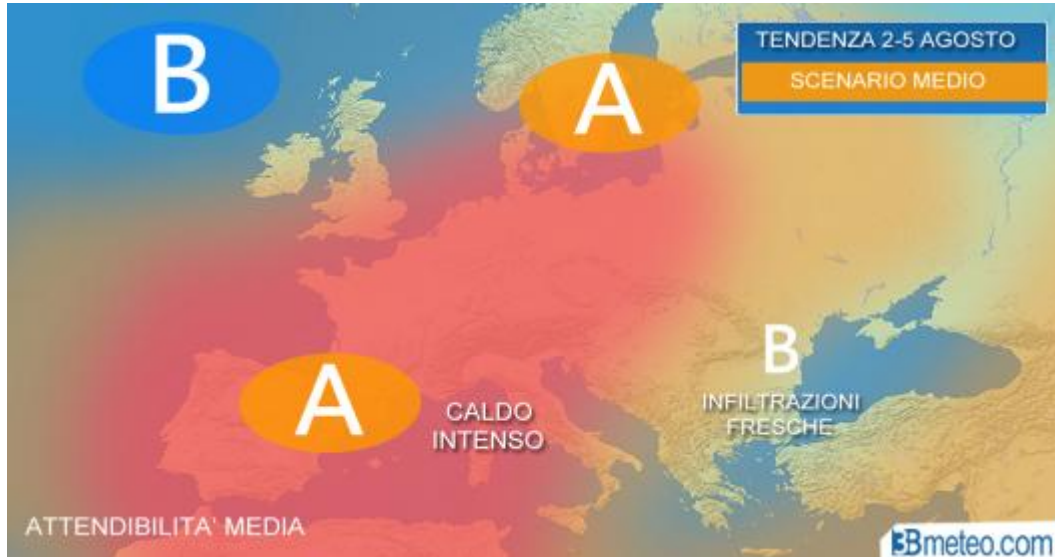 B
A
TENDENZA 2-5 AGOSTO
SCENARIO MEDIO
A
CALDO
INTENSO
B
INFILTRAZIONI
FRESCHE
ATTENDIBILITA' MEDIA
3Bmeteo.com